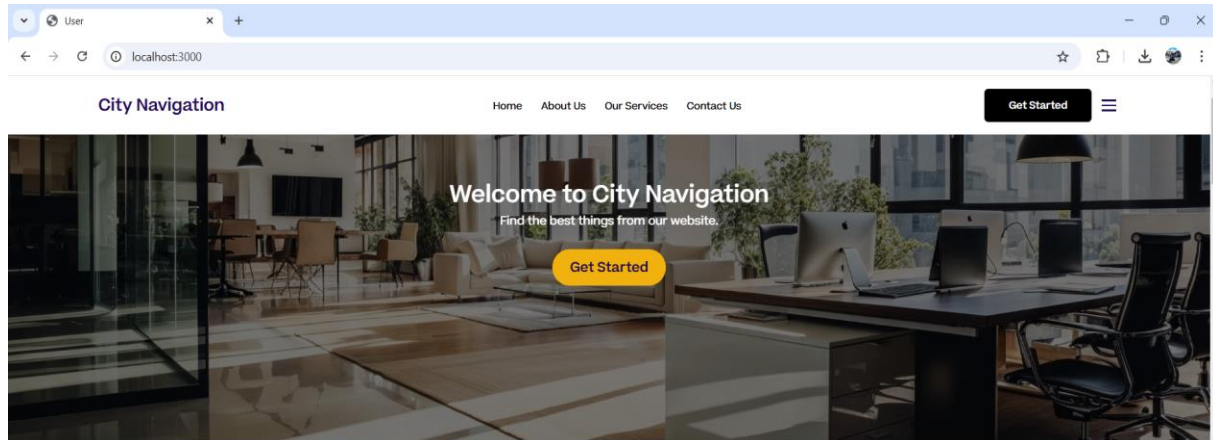 User
localhost:3000
City Navigation
Home About Us Our Services Contact Us
Get Started
Welcome to City Navigation
Find the best things from our website.
Get Started